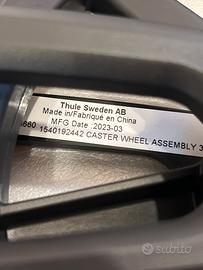 Thule Sweden AB
Made in/Fabriqué en China
MFG Date :2023-03
1540192442 CASTER WHEEL ASSEMBLY 3
subito